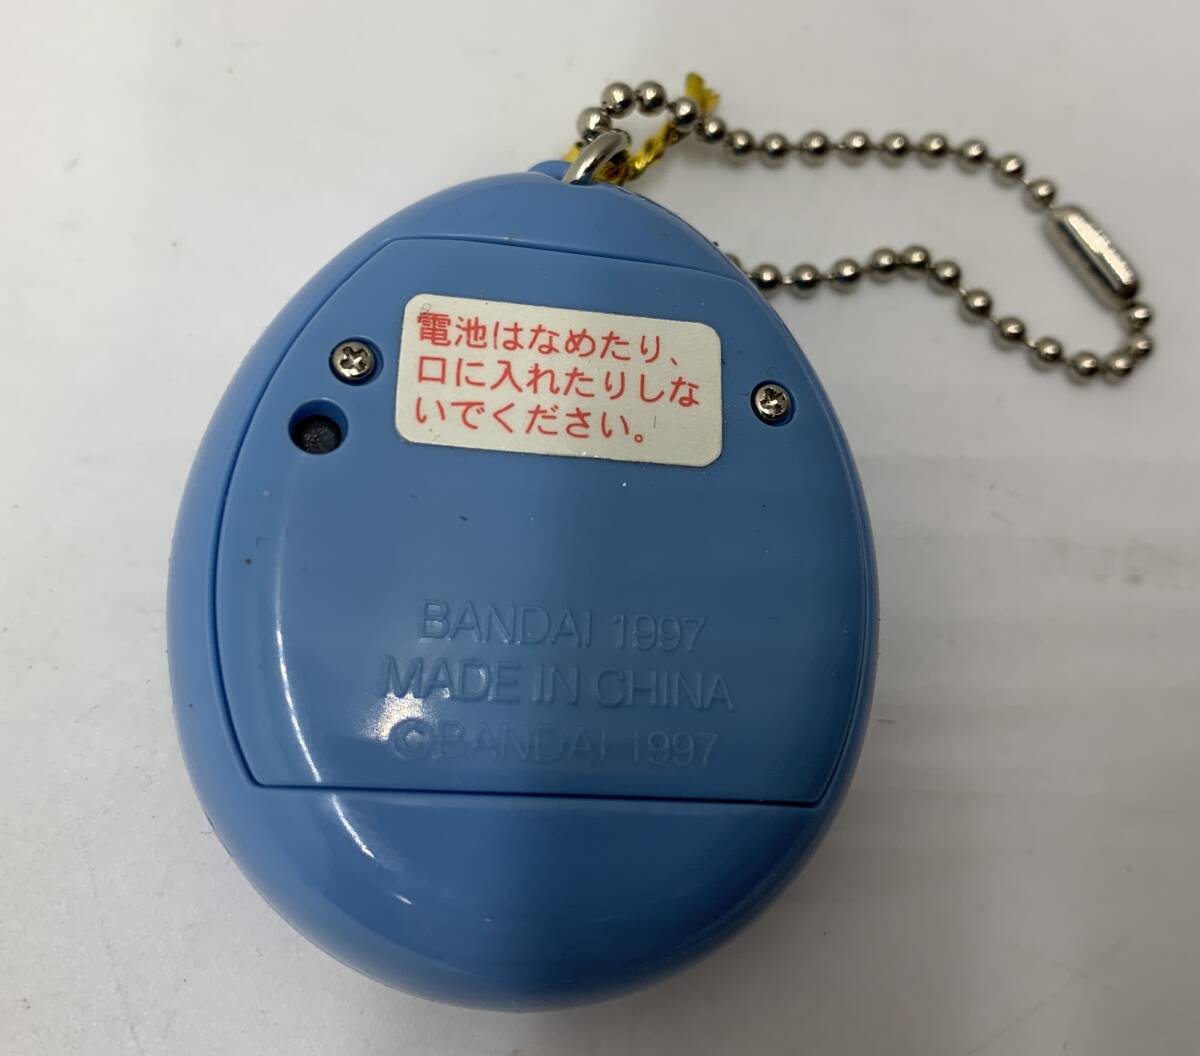 電池はなめたり、
口に入れたりしな
いでください。
BANDAI 1997
MADE IN CHINA
©BANDAI 1997